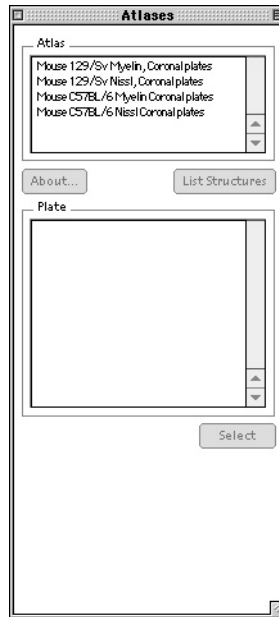 Atlases
Atlas
Mouse 129/Sv Myelin, Coronal plates
Mouse 129/Sv Nissl, Coronal plates
Mouse C57BL/6 Myelin Coronal plates
Mouse C57BL/6 Nissl Coronal plates
About... List Structures
Plate
Select